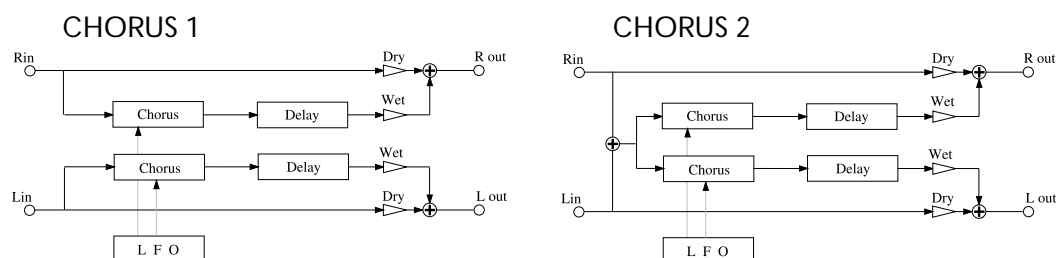 CHORUS 1
Rin
Dry
R out
Wet
Chorus
Delay
Chorus
Delay
Wet
Lin
Dry
L out
L F O
CHORUS 2
Rin
Dry
R out
Wet
Chorus
Delay
Chorus
Delay
Wet
Lin
Dry
L out
L F O